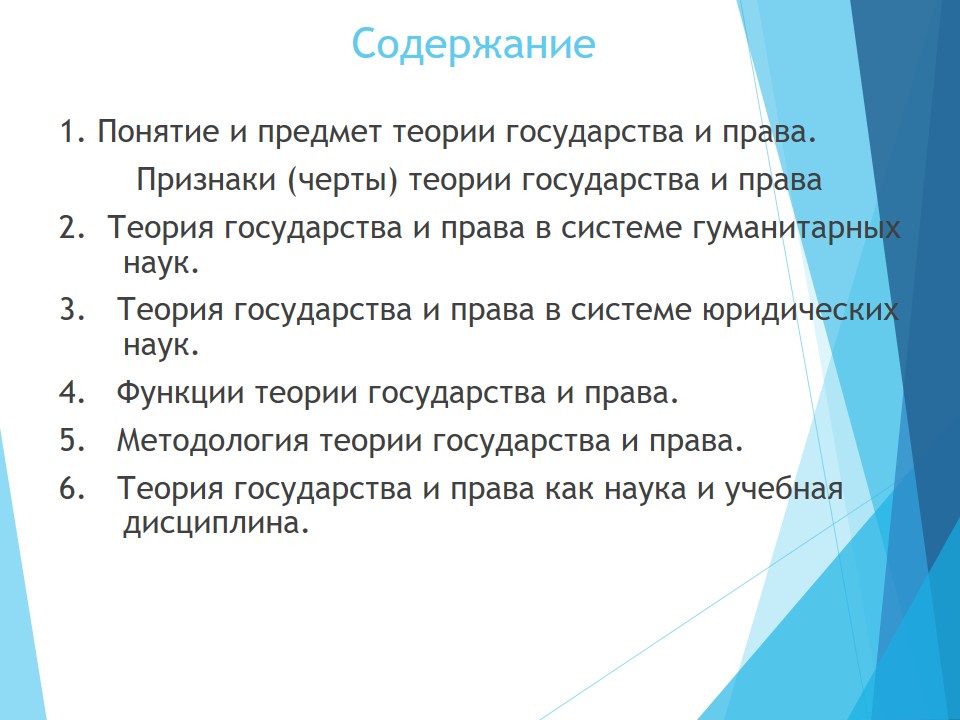 Содержание
1. Понятие и предмет теории государства и права.
Признаки (черты) теории государства и права
2. Теория государства и права в системе гуманитарных
наук.
3. Теория государства и права в системе юридических
наук.
4. Функции теории государства и права.
5. Методология теории государства и права.
6. Теория государства и права как наука и учебная
дисциплина.